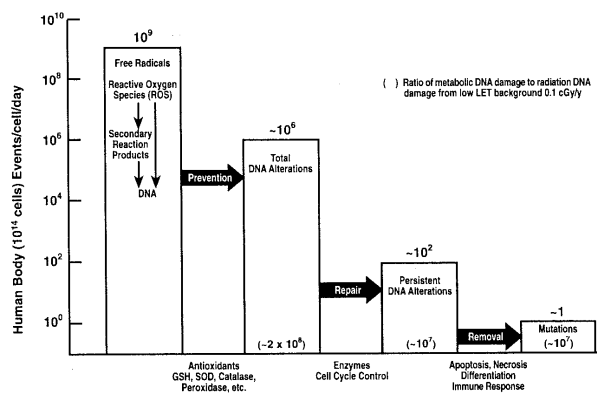 10^10
10^8
10^6
10^4
10^2
10^0
Human Body (10^14 cells) Events/cell/day
10^9
Free Radicals
Reactive Oxygen
Species (ROS)
Secondary
Reaction
Products
DNA
Prevention
Antioxidants
GSH, SOD, Catalase,
Peroxidase, etc.
~10^6
Total
DNA Alterations
(~2 x 10^8)
Repair
Enzymes
Cell Cycle Control
~10^2
Persistent
DNA Alterations
(~10^7)
Removal
Apoptosis, Necrosis
Differentiation
Immune Response
~1
Mutations
(~10^7)
( ) Ratio of metabolic DNA damage to radiation DNA
damage from low LET background 0.1 cGy/y